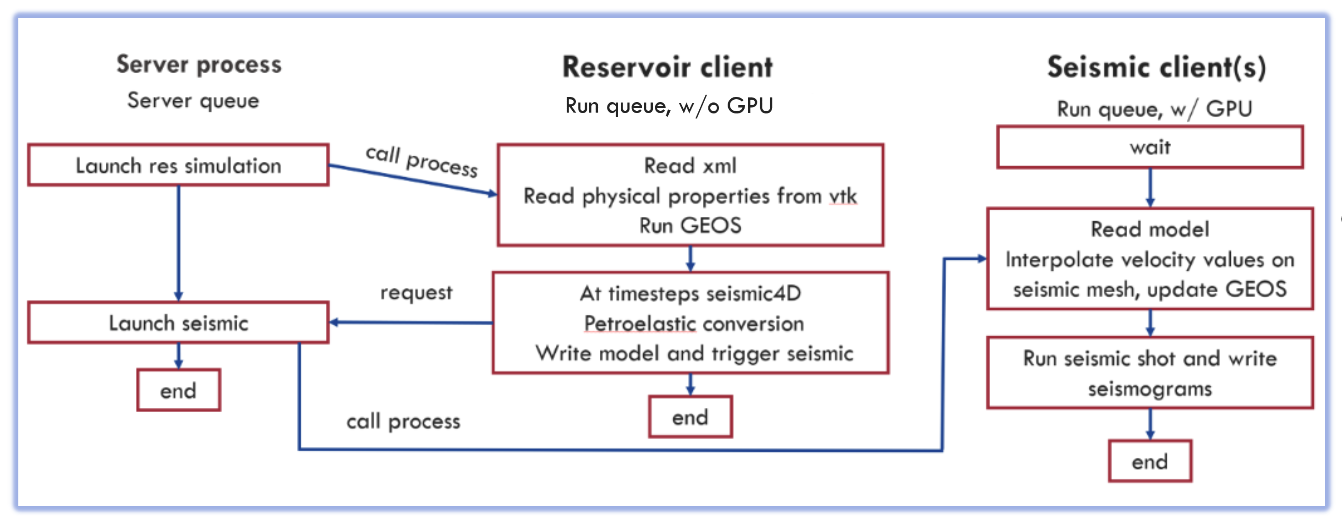 Server process
Server queue
Launch res simulation
call process
Launch seismic
end
Reservoir client
Run queue, w/o GPU
Read xml
Read physical properties from vtk
Run GEOS
request
At timesteps seismic4D
Petroelastic conversion
Write model and trigger seismic
end
call process
Seismic client(s)
Run queue, w/ GPU
wait
Read model
Interpolate velocity values on
seismic mesh, update GEOS
Run seismic shot and write
seismograms
end